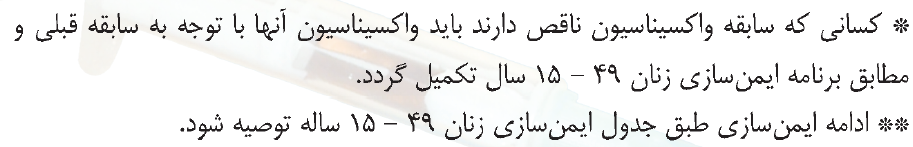 * کسانی که سابقه واکسیناسیون ناقص دارند باید واکسیناسیون آنها با توجه به سابقه قبلی و
مطابق برنامه ایمن‌سازی زنان ۴۹ – ۱۵ سال تکمیل گردد.
** ادامه ایمن‌سازی طبق جدول ایمن‌سازی زنان ۴۹ – ۱۵ ساله توصیه شود.